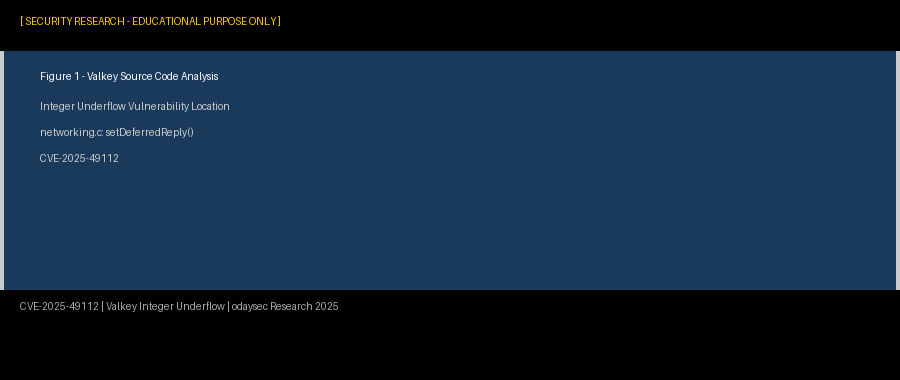 [ SECURITY RESEARCH - EDUCATIONAL PURPOSE ONLY ]
Figure 1 - Valkey Source Code Analysis
Integer Underflow Vulnerability Location
networking.c: setDeferredReply()
CVE-2025-49112
CVE-2025-49112 | Valkey Integer Underflow | odaysec Research 2025